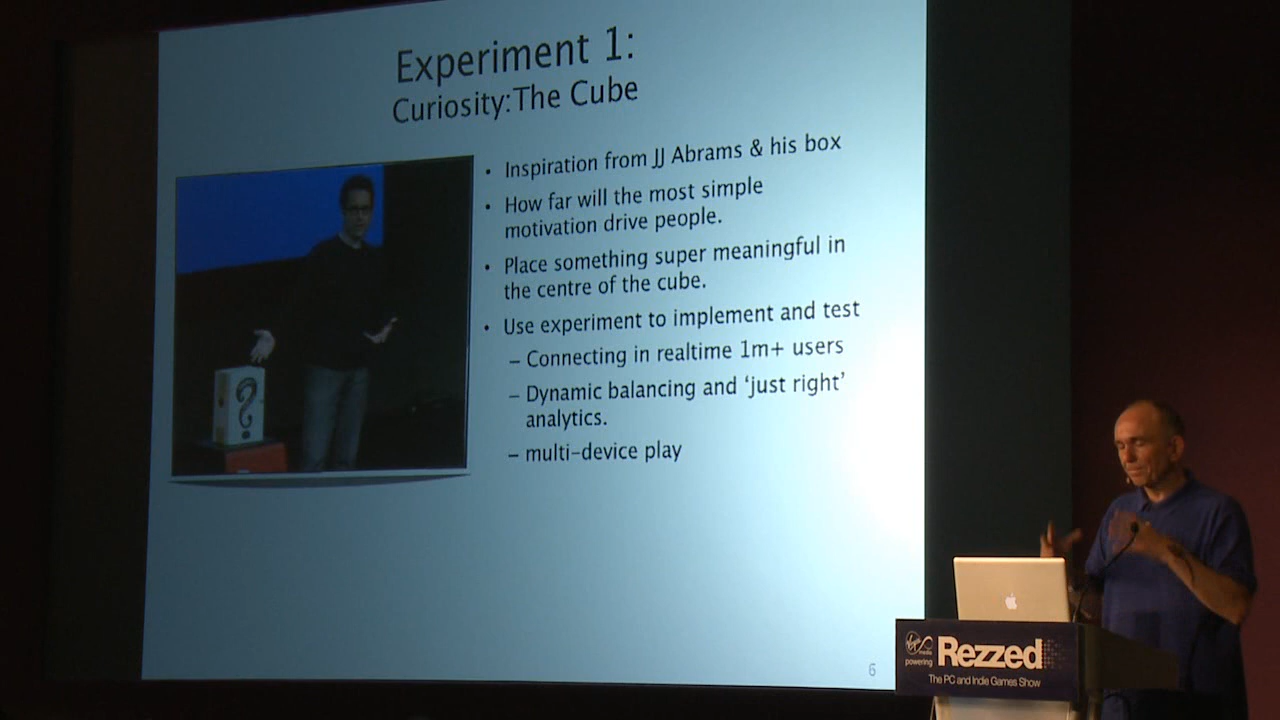 Experiment 1:
Curiosity:The Cube
• Inspiration from JJ Abrams & his box
• How far will the most simple
motivation drive people.
• Place something super meaningful in
the centre of the cube.
• Use experiment to implement and test
– Connecting in realtime 1m+ users
– Dynamic balancing and ‘just right’
analytics.
– multi-device play
?
6
Virgin media
powering
Rezzed
The PC and Indie Games Show